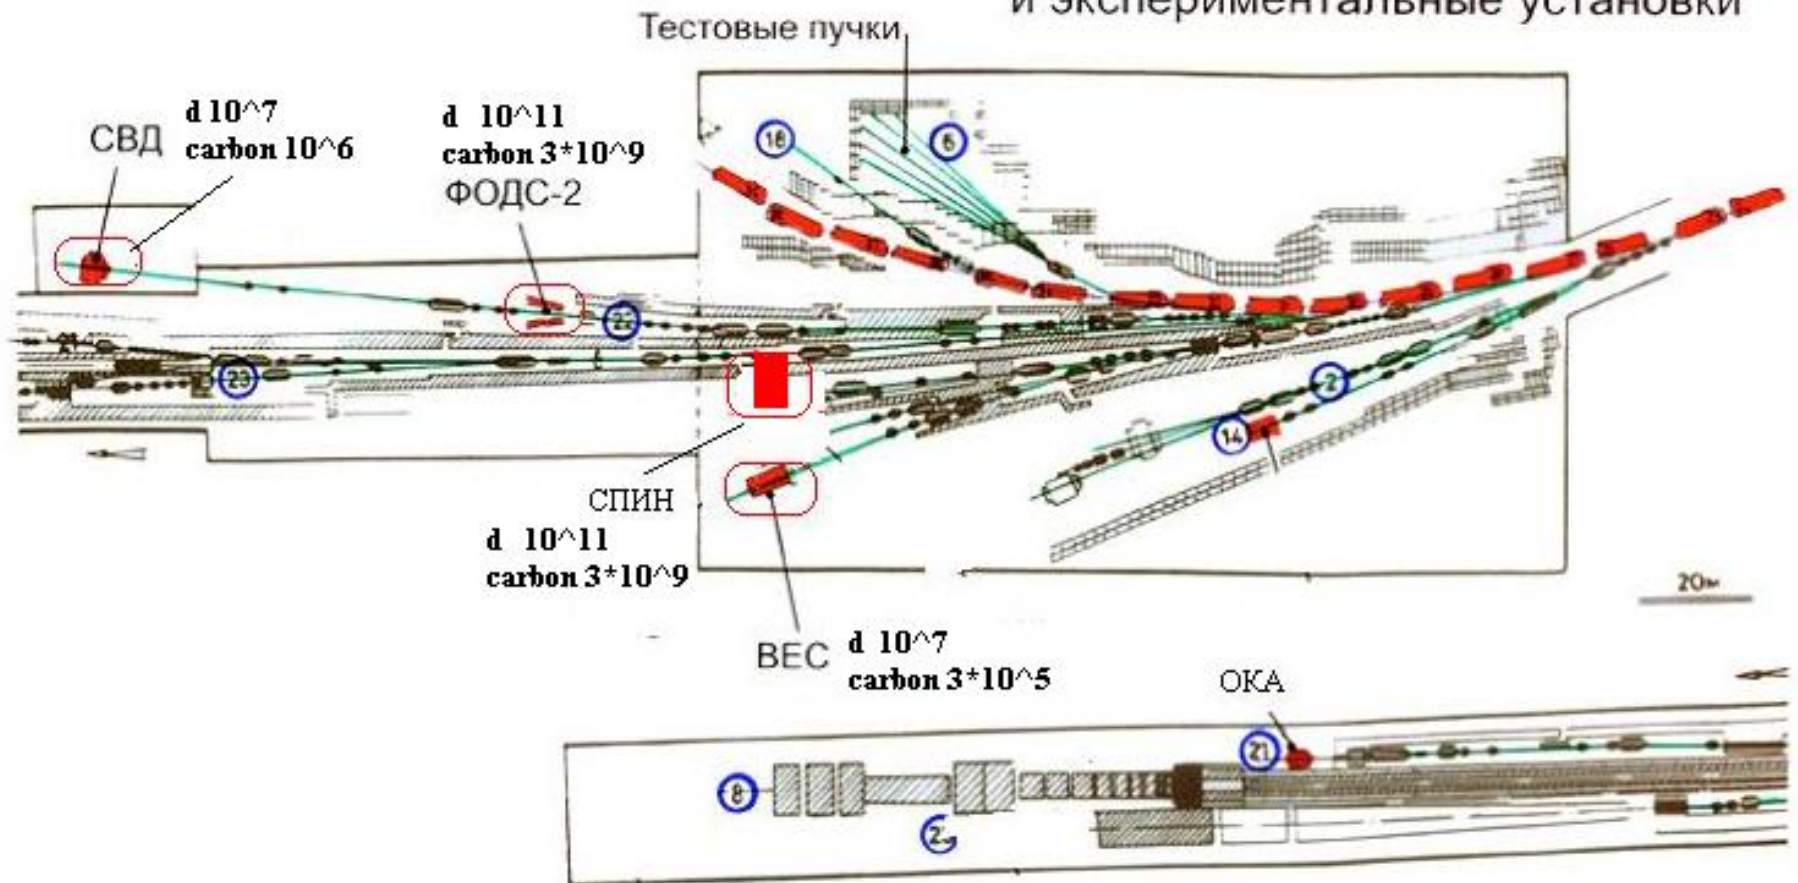 и экспериментальные установки
Тестовые пучки
СВД
d 10^7
carbon 10^6
d 10^11
carbon 3*10^9
ФОДС-2
18
6
22
23
2
14
СПИН
d 10^11
carbon 3*10^9
20м
ВЕС
d 10^7
carbon 3*10^5
ОКА
21
8